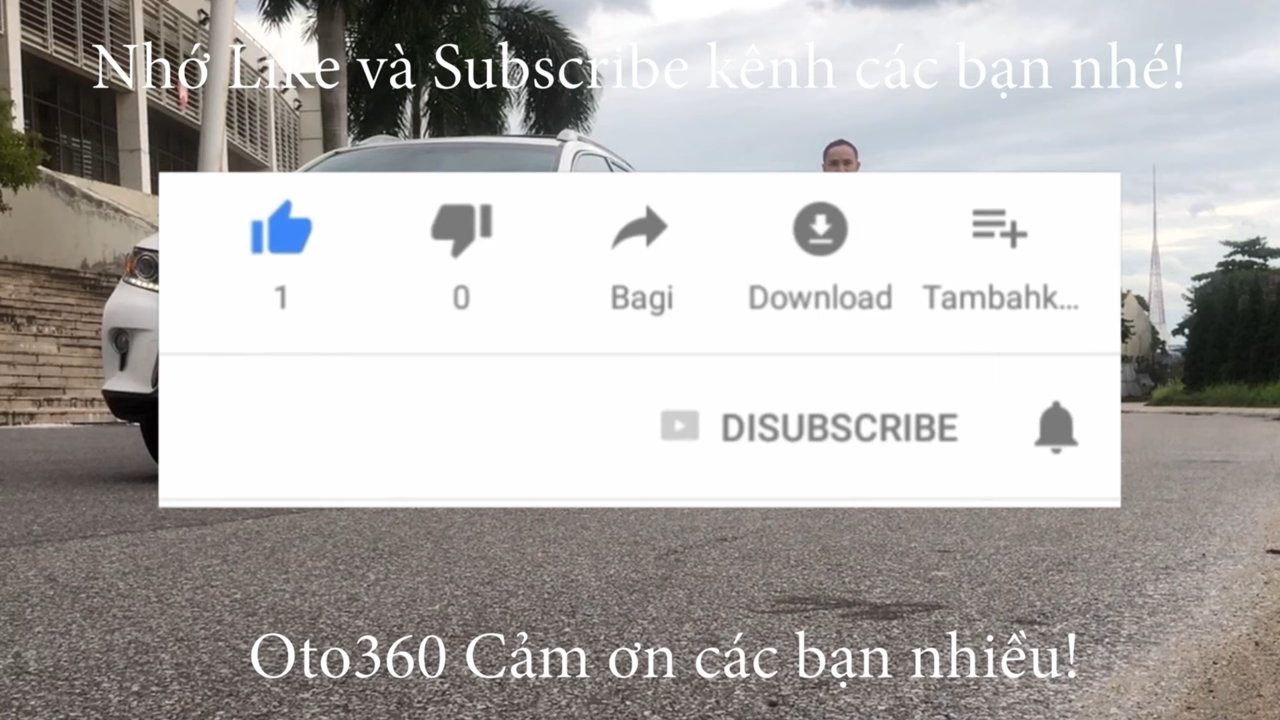 Nhớ Like và Subscribe kênh các bạn nhé!
1 0 Bagi Download Tambahk...
DISUBSCRIBE
Oto360 Cảm ơn các bạn nhiều!